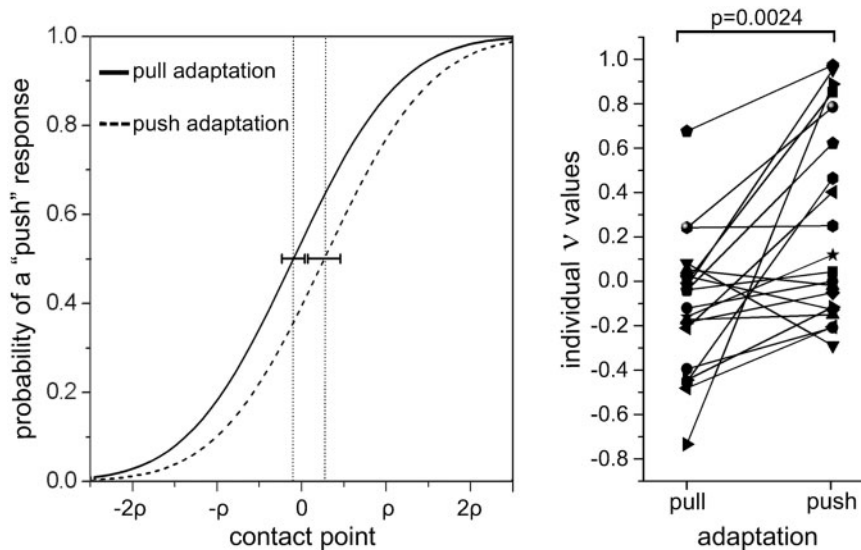 1.0
0.8
0.6
0.4
0.2
0.0
probability of a “push” response
pull adaptation
push adaptation
-2ρ
-ρ
0
ρ
2ρ
contact point
p=0.0024
1.0
0.8
0.6
0.4
0.2
0.0
-0.2
-0.4
-0.6
-0.8
individual ν values
pull
push
adaptation